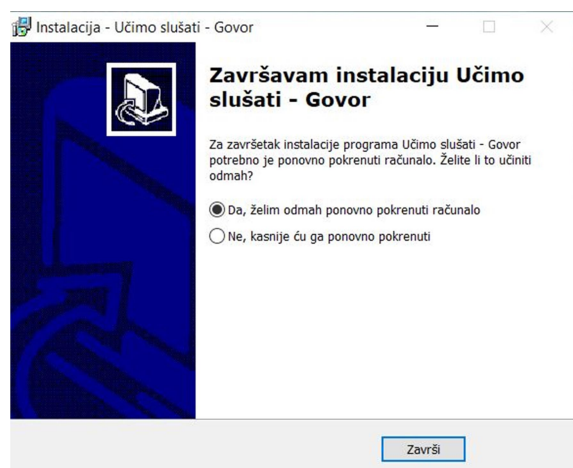 Instalacija - Učimo slušati - Govor
Završavam instalaciju Učimo
slušati - Govor
Za završetak instalacije programa Učimo slušati - Govor
potrebno je ponovno pokrenuti računalo. Želite li to učiniti
odmah?
Da, želim odmah ponovno pokrenuti računalo
Ne, kasnije ću ga ponovno pokrenuti
Završi